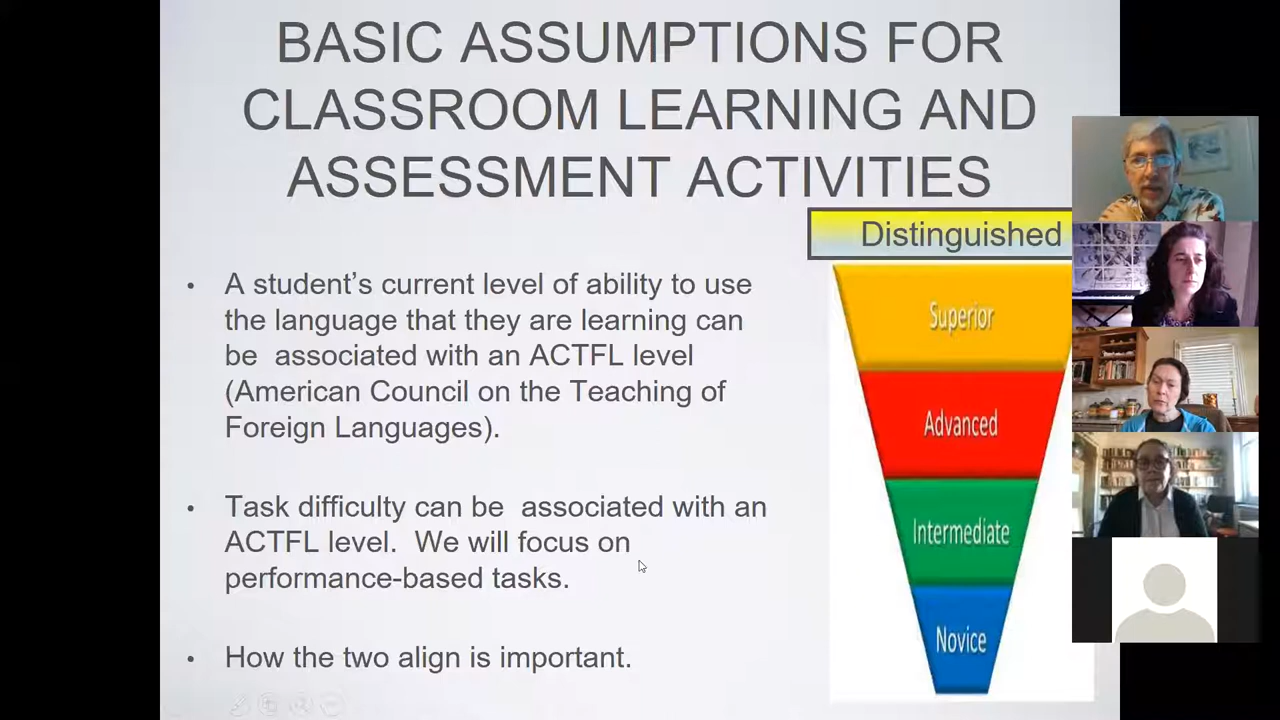 BASIC ASSUMPTIONS FOR
CLASSROOM LEARNING AND
ASSESSMENT ACTIVITIES
Distinguished
• A student’s current level of ability to use
the language that they are learning can
be associated with an ACTFL level
(American Council on the Teaching of
Foreign Languages).
• Task difficulty can be associated with an
ACTFL level. We will focus on
performance-based tasks.
• How the two align is important.
Superior
Advanced
Intermediate
Novice